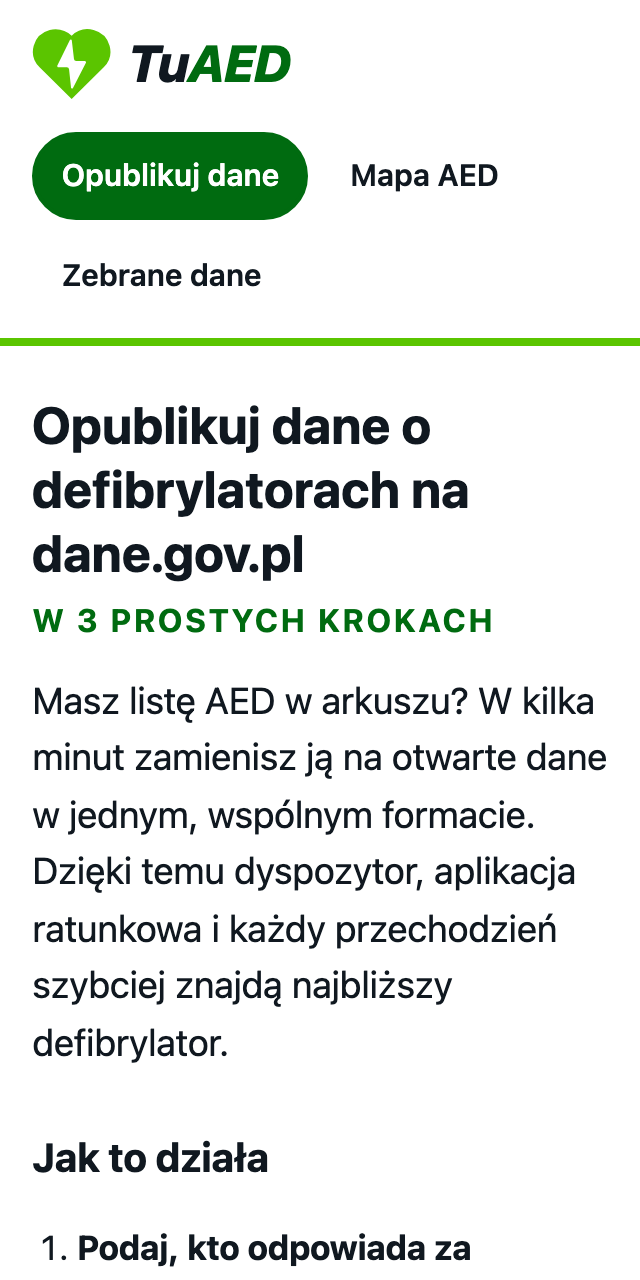 TuAED
Opublikuj dane
Mapa AED
Zebrane dane
Opublikuj dane o
defibrylatorach na
dane.gov.pl
W 3 PROSTYCH KROKACH
Masz listę AED w arkuszu? W kilka
minut zamienisz ją na otwarte dane
w jednym, wspólnym formacie.
Dzięki temu dyspozytor, aplikacja
ratunkowa i każdy przechodzień
szybciej znajdą najbliższy
defibrylator.
Jak to działa
1. Podaj, kto odpowiada za